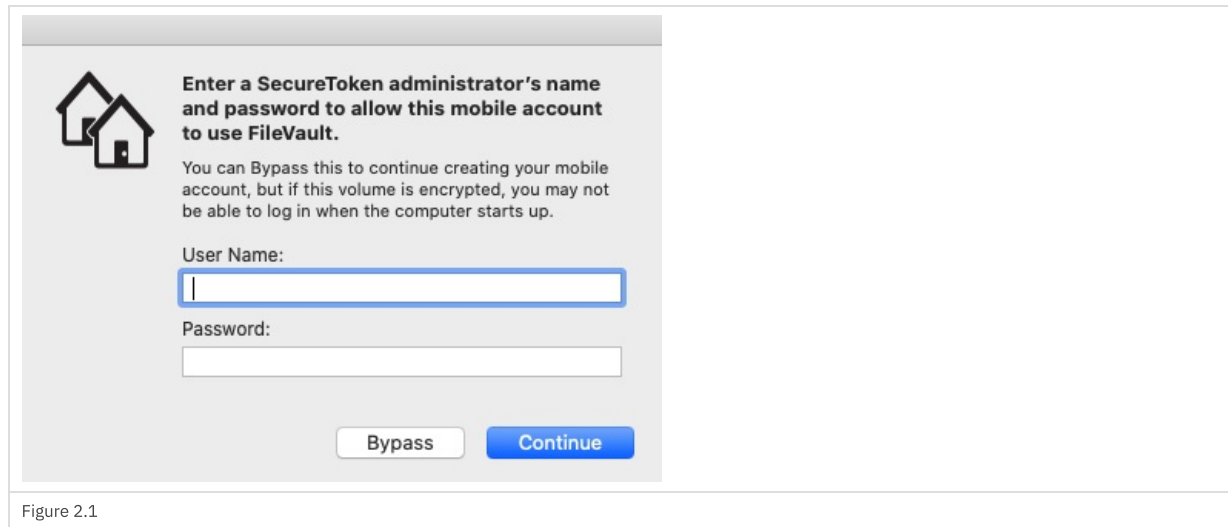 Enter a SecureToken administrator's name
and password to allow this mobile account
to use FileVault.
You can Bypass this to continue creating your mobile
account, but if this volume is encrypted, you may not
be able to log in when the computer starts up.
User Name:
Password:
Bypass
Continue
Figure 2.1